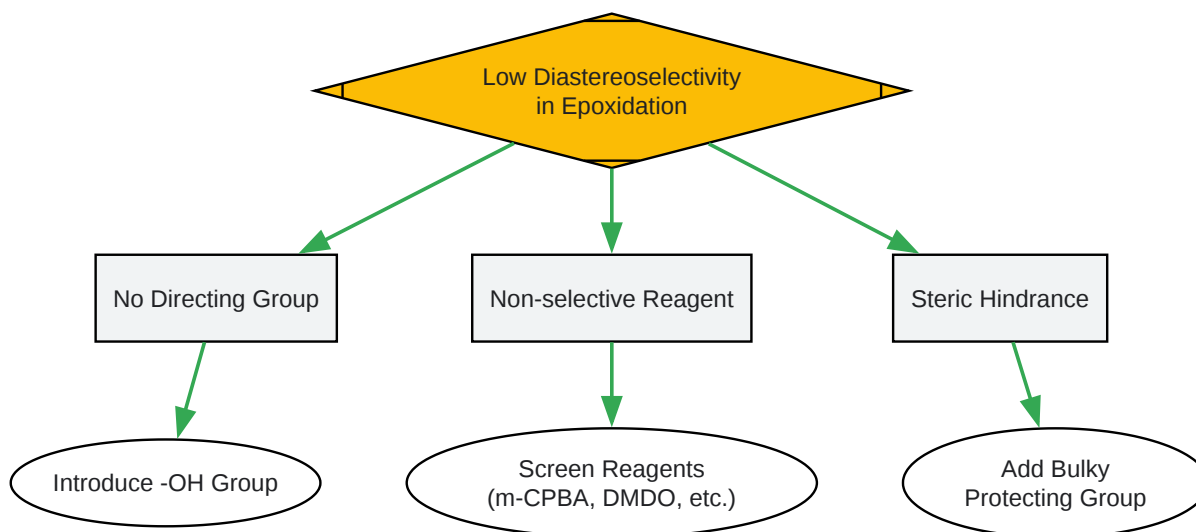 Low Diastereoselectivity
in Epoxidation
No Directing Group
Non-selective Reagent
Steric Hindrance
Introduce -OH Group
Screen Reagents
(m-CPBA, DMDO, etc.)
Add Bulky
Protecting Group